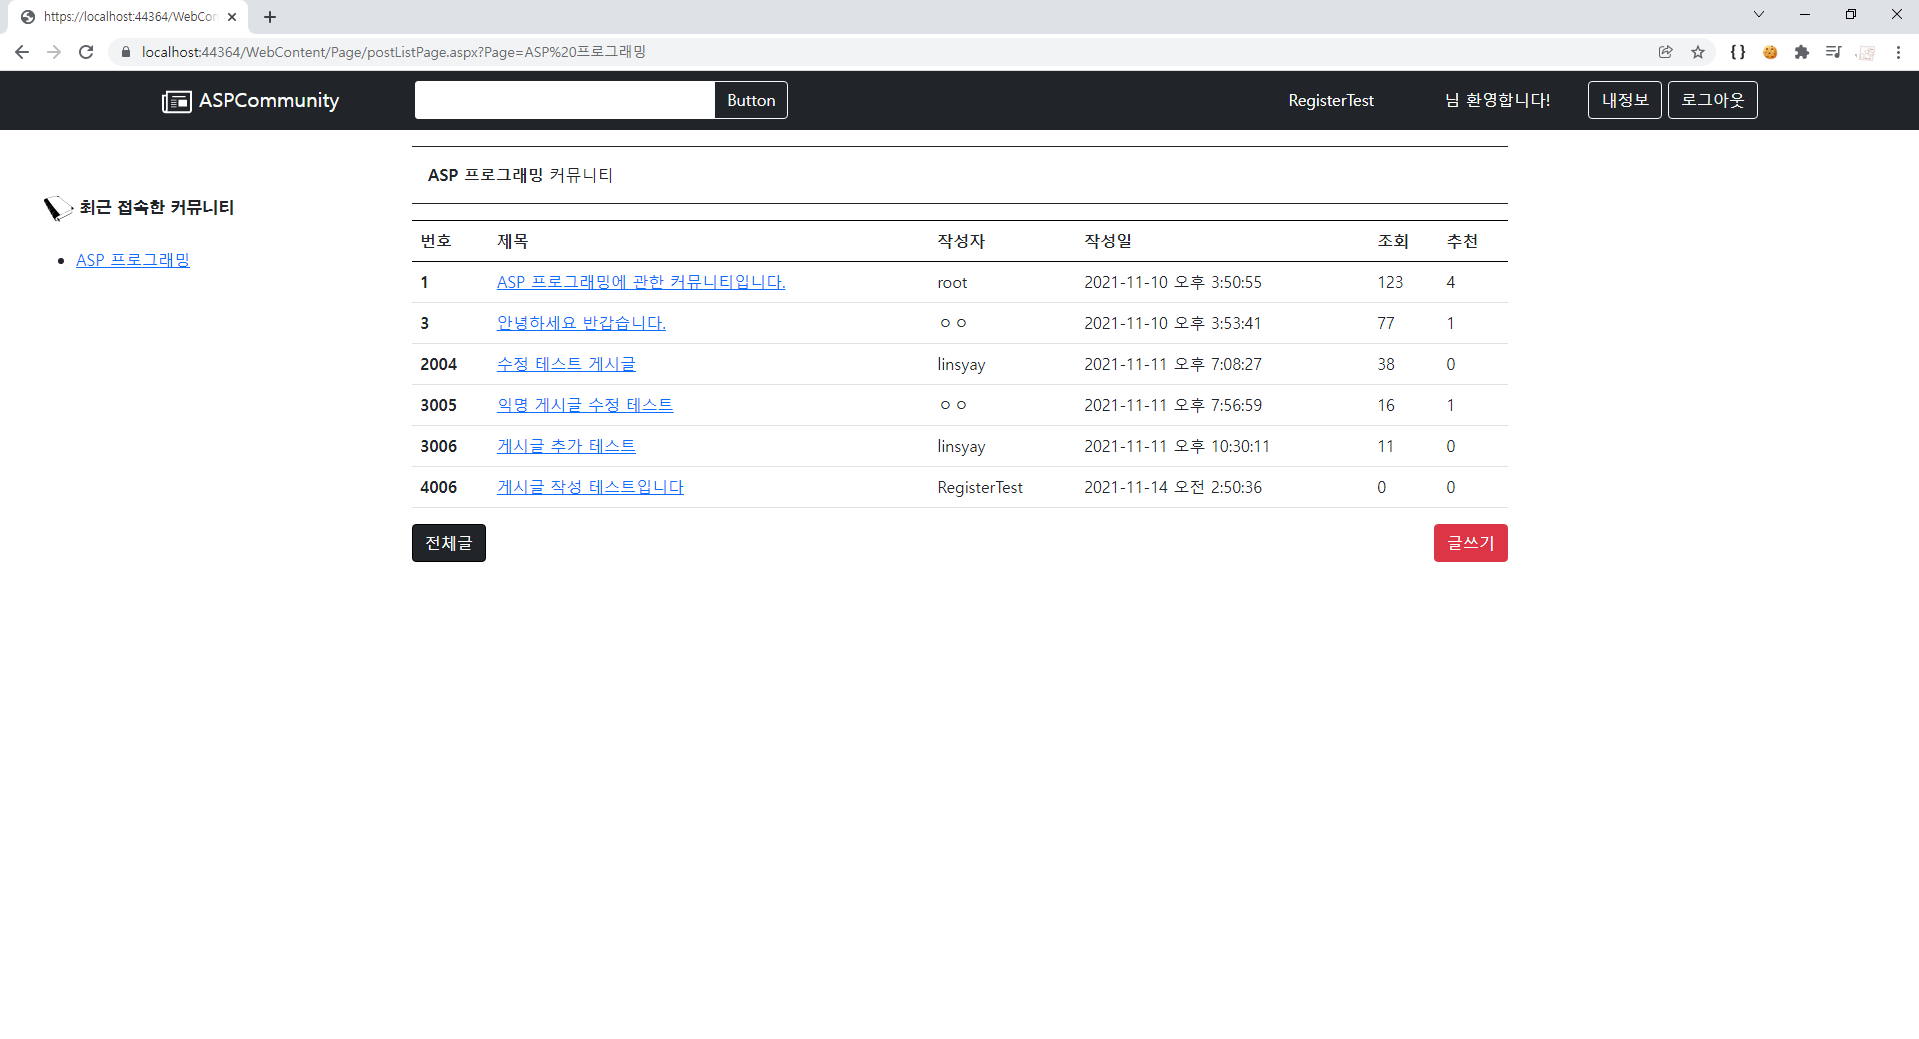 https://localhost:44364/WebCon
localhost:44364/WebContent/Page/postListPage.aspx?Page=ASP%20프로그래밍
ASPCommunity Button RegisterTest 님 환영합니다! 내정보 로그아웃
ASP 프로그래밍 커뮤니티
최근 접속한 커뮤니티
ASP 프로그래밍
번호 제목 작성자 작성일 조회 추천
1 ASP 프로그래밍에 관한 커뮤니티입니다. root 2021-11-10 오후 3:50:55 123 4
3 안녕하세요 반갑습니다. ㅇㅇ 2021-11-10 오후 3:53:41 77 1
2004 수정 테스트 게시글 linsyay 2021-11-11 오후 7:08:27 38 0
3005 익명 게시글 수정 테스트 ㅇㅇ 2021-11-11 오후 7:56:59 16 1
3006 게시글 추가 테스트 linsyay 2021-11-11 오후 10:30:11 11 0
4006 게시글 작성 테스트입니다 RegisterTest 2021-11-14 오전 2:50:36 0 0
전체글 글쓰기